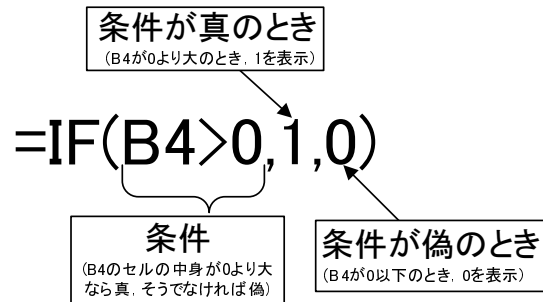 条件が真のとき
(B4が0より大のとき, 1を表示)
=IF(B4>0,1,0)
条件
(B4のセルの中身が0より大
なら真, そうでなければ偽)
条件が偽のとき
(B4が0以下のとき, 0を表示)